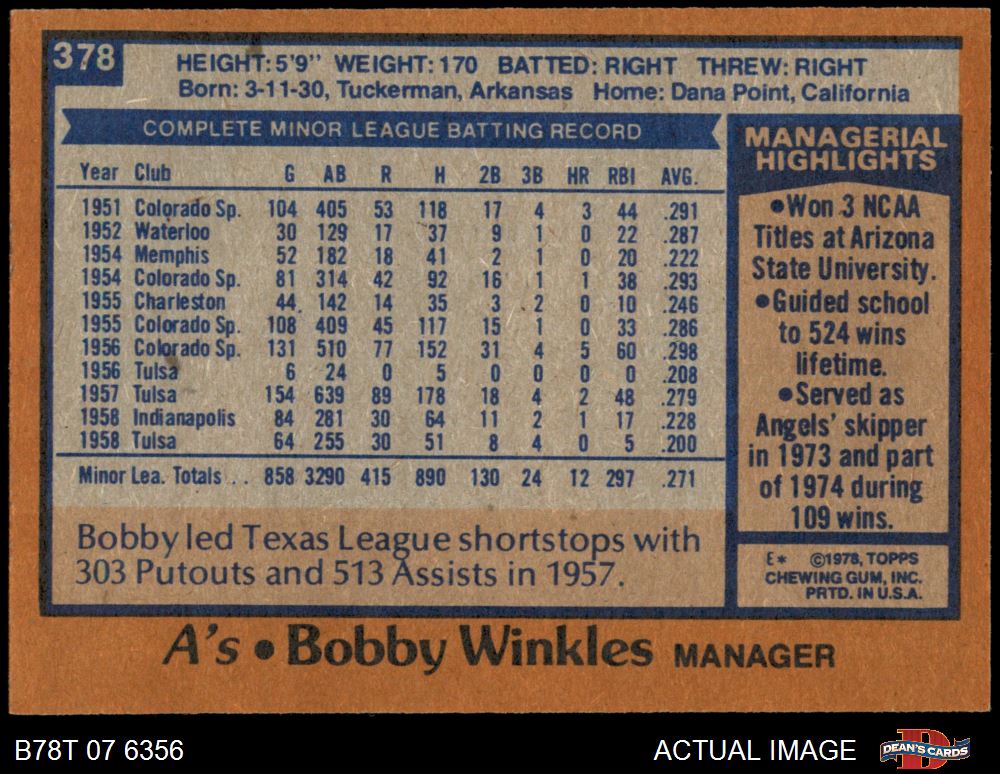 378
HEIGHT: 5'9" WEIGHT: 170 BATTED: RIGHT THREW: RIGHT
Born: 3-11-30, Tuckerman, Arkansas Home: Dana Point, California
COMPLETE MINOR LEAGUE BATTING RECORD
Year Club G AB R H 2B 3B HR RBI AVG.
1951 Colorado Sp. 104 405 53 118 17 4 3 44 .291
1952 Waterloo 30 129 17 37 9 1 0 22 .287
1954 Memphis 52 182 18 41 2 1 0 20 .222
1954 Colorado Sp. 81 314 42 92 16 1 1 38 .293
1955 Charleston 44 142 14 35 3 2 0 10 .246
1955 Colorado Sp. 108 409 45 117 15 1 0 33 .286
1956 Colorado Sp. 131 510 77 152 31 4 5 60 .298
1956 Tulsa 6 24 0 5 0 0 0 0 .208
1957 Tulsa 154 639 89 178 18 4 2 48 .279
1958 Indianapolis 84 281 30 64 11 2 1 17 .228
1958 Tulsa 64 255 30 51 8 4 0 5 .200
Minor Lea. Totals . . 858 3290 415 890 130 24 12 297 .271
Bobby led Texas League shortstops with
303 Putouts and 513 Assists in 1957.
MANAGERIAL
HIGHLIGHTS
•Won 3 NCAA
Titles at Arizona
State University.
•Guided school
to 524 wins
lifetime.
•Served as
Angels' skipper
in 1973 and part
of 1974 during
109 wins.
E* ©1978, TOPPS
CHEWING GUM, INC.
PRTD. IN U.S.A.
A's • Bobby Winkles MANAGER
B78T 07 6356
ACTUAL IMAGE
DEAN'S CARDS